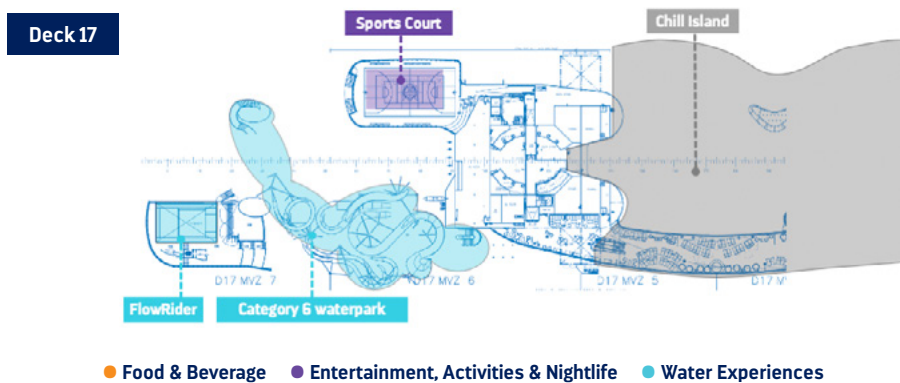 Deck 17
Sports Court
Chill Island
D17 MVZ 7
D17 MVZ 6
D17 MVZ 5
D17 M
FlowRider
Category 6 waterpark
Food & Beverage
Entertainment, Activities & Nightlife
Water Experiences